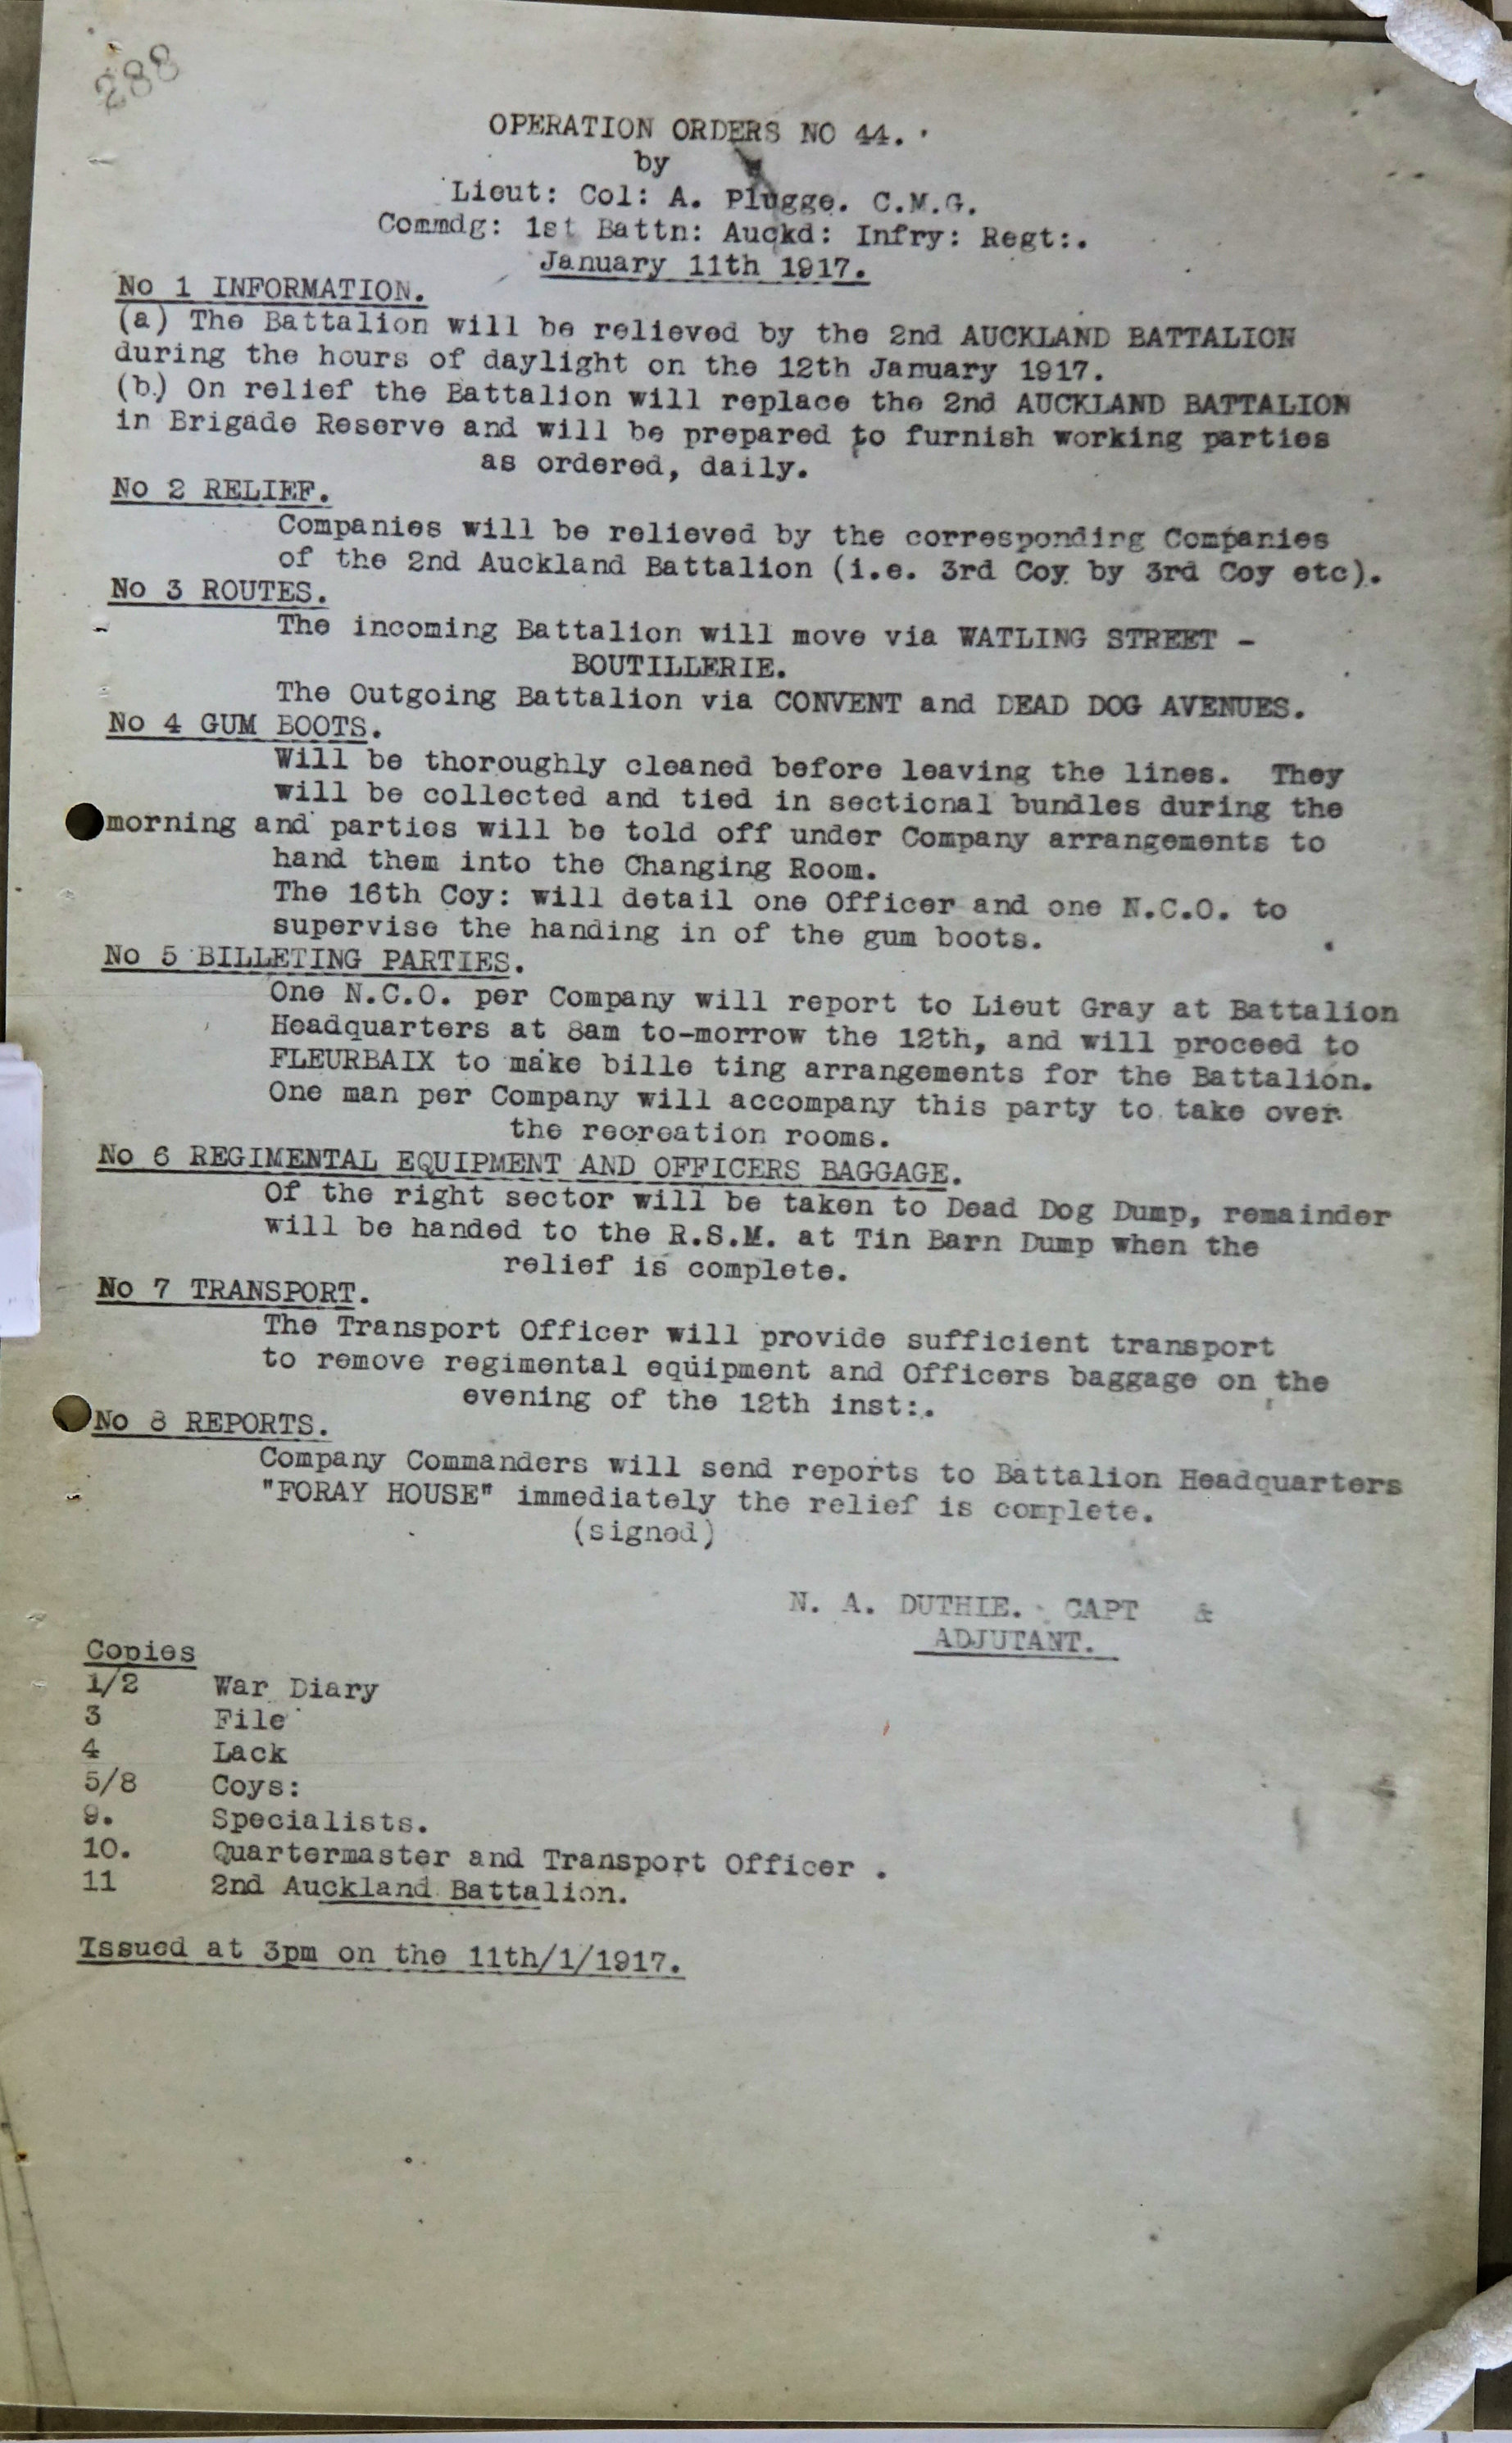 288
OPERATION ORDERS NO 44.
by
Lieut: Col: A. Plugge. C.M.G.
Commdg: 1st Battn: Auckd: Infry: Regt:.
January 11th 1917.
No 1 INFORMATION.
(a) The Battalion will be relieved by the 2nd AUCKLAND BATTALION
during the hours of daylight on the 12th January 1917.
(b) On relief the Battalion will replace the 2nd AUCKLAND BATTALION
in Brigade Reserve and will be prepared to furnish working parties
as ordered, daily.
No 2 RELIEF.
Companies will be relieved by the corresponding Companies
of the 2nd Auckland Battalion (i.e. 3rd Coy by 3rd Coy etc).
No 3 ROUTES.
The incoming Battalion will move via WATLING STREET -
BOUTILLERIE.
The Outgoing Battalion via CONVENT and DEAD DOG AVENUES.
No 4 GUM BOOTS.
Will be thoroughly cleaned before leaving the lines. They
will be collected and tied in sectional bundles during the
morning and parties will be told off under Company arrangements to
hand them into the Changing Room.
The 16th Coy: will detail one Officer and one N.C.O. to
supervise the handing in of the gum boots.
No 5 BILLETING PARTIES.
One N.C.O. per Company will report to Lieut Gray at Battalion
Headquarters at 8am to-morrow the 12th, and will proceed to
FLEURBAIX to make bille ting arrangements for the Battalion.
One man per Company will accompany this party to take over
the recreation rooms.
No 6 REGIMENTAL EQUIPMENT AND OFFICERS BAGGAGE.
Of the right sector will be taken to Dead Dog Dump, remainder
will be handed to the R.S.M. at Tin Barn Dump when the
relief is complete.
No 7 TRANSPORT.
The Transport Officer will provide sufficient transport
to remove regimental equipment and Officers baggage on the
evening of the 12th inst:.
No 8 REPORTS.
Company Commanders will send reports to Battalion Headquarters
"FORAY HOUSE" immediately the relief is complete.
(signed)
N. A. DUTHIE. CAPT &
ADJUTANT.
Copies
1/2 War Diary
3 File
4 Lack
5/8 Coys:
9. Specialists.
10. Quartermaster and Transport Officer .
11 2nd Auckland Battalion.
Issued at 3pm on the 11th/1/1917.